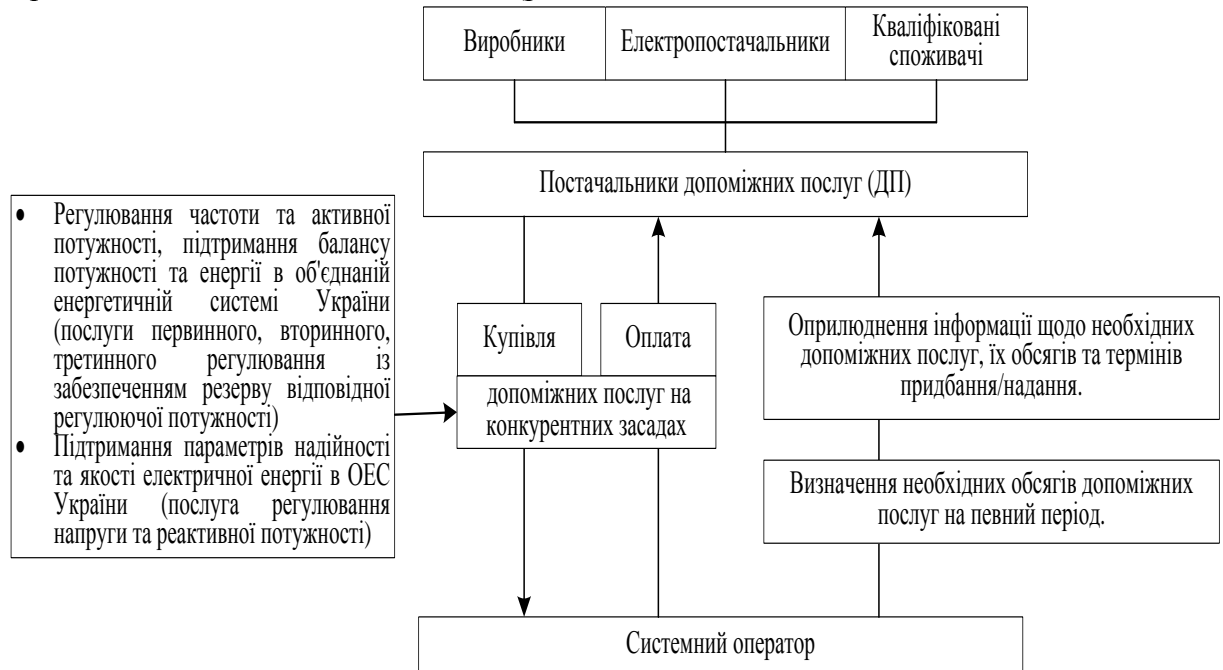 Виробники
Електропостачальники
Кваліфіковані
споживачі
Постачальники допоміжних послуг (ДП)
• Регулювання частоти та активної
потужності, підтримання балансу
потужності та енергії в об'єднаній
енергетичній системі України
(послуги первинного, вторинного,
третинного регулювання із
забезпеченням резерву відповідної
регулюючої потужності)
• Підтримання параметрів надійності
та якості електричної енергії в ОЕС
України (послуга регулювання
напруги та реактивної потужності)
Купівля
Оплата
допоміжних послуг на
конкурентних засадах
Оприлюднення інформації щодо необхідних
допоміжних послуг, їх обсягів та термінів
придбання/надання.
Визначення необхідних обсягів допоміжних
послуг на певний період.
Системний оператор